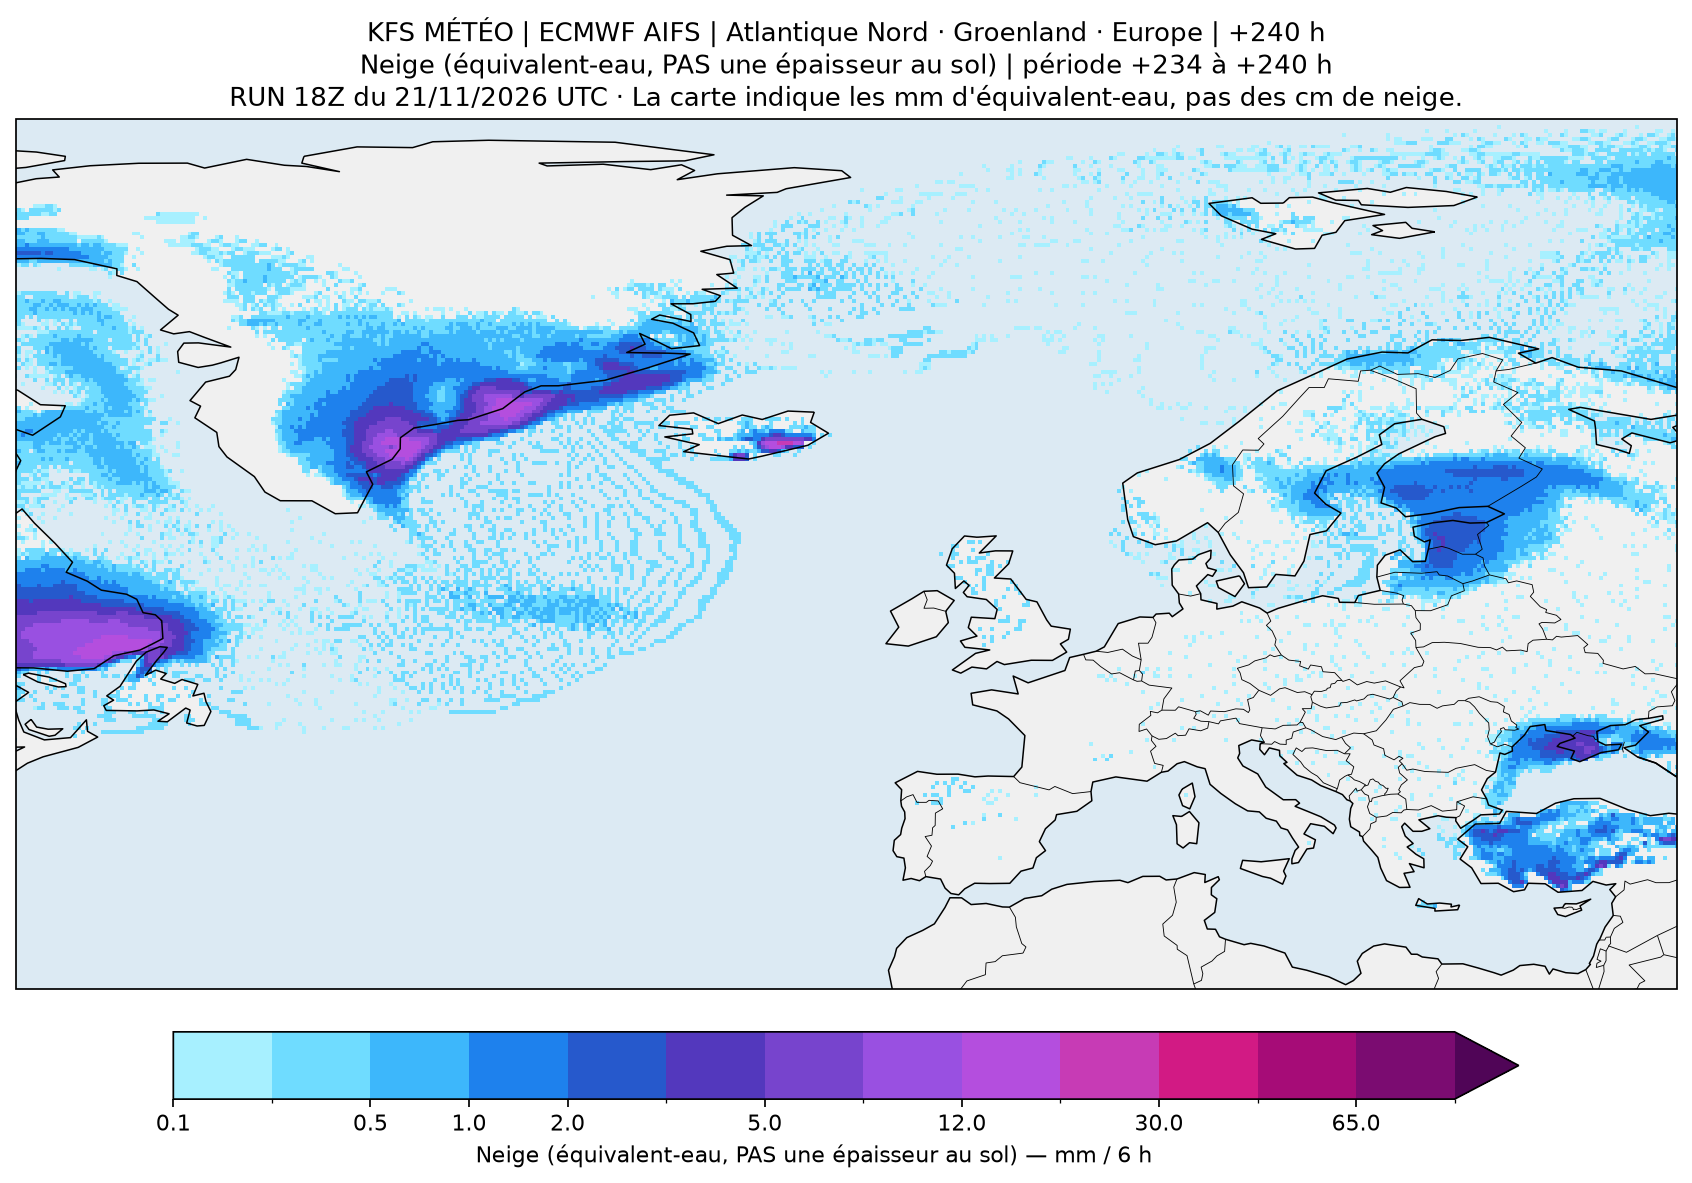 KFS MÉTÉO | ECMWF AIFS | Atlantique Nord · Groenland · Europe | +240 h
Neige (équivalent-eau, PAS une épaisseur au sol) | période +234 à +240 h
RUN 18Z du 21/11/2026 UTC · La carte indique les mm d'équivalent-eau, pas des cm de neige.
0.1 0.5 1.0 2.0 5.0 12.0 30.0 65.0
Neige (équivalent-eau, PAS une épaisseur au sol) — mm / 6 h